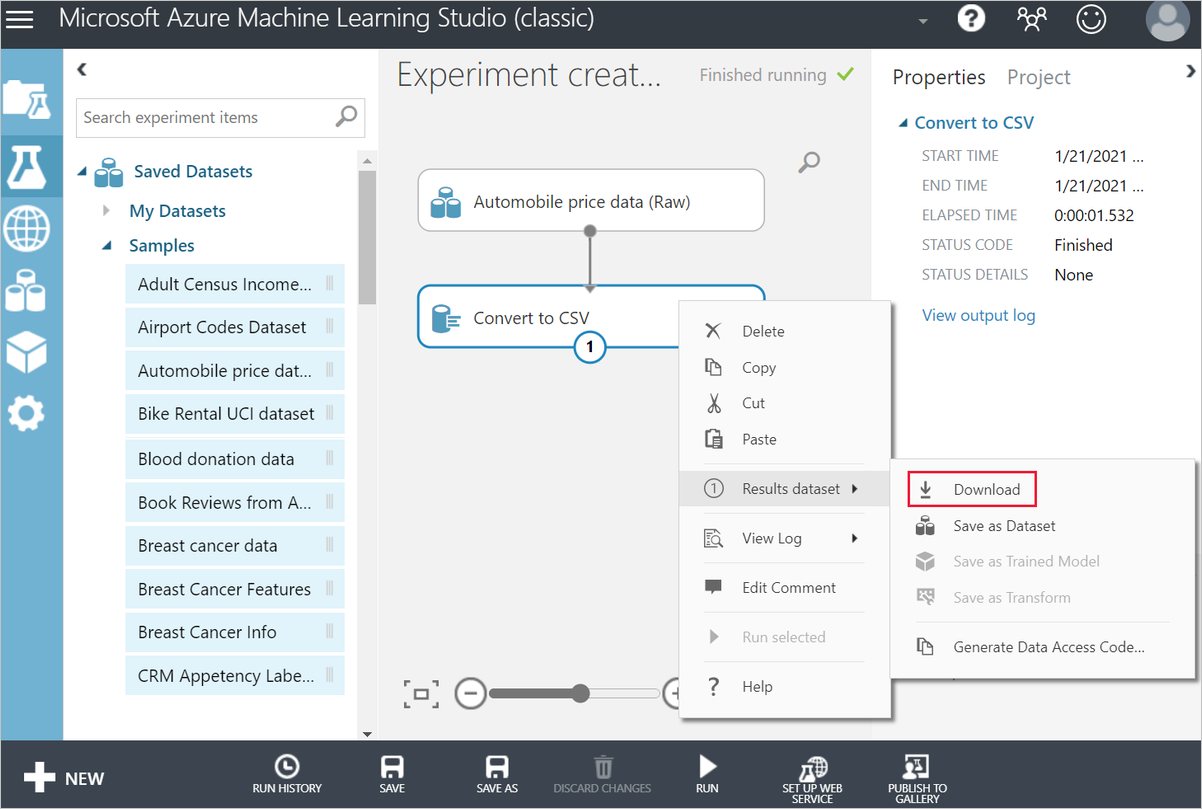 Microsoft Azure Machine Learning Studio (classic)
?
Search experiment items
Saved Datasets
My Datasets
Samples
Adult Census Income...
Airport Codes Dataset
Automobile price dat...
Bike Rental UCI dataset
Blood donation data
Book Reviews from A...
Breast cancer data
Breast Cancer Features
Breast Cancer Info
CRM Appetency Labe...
Experiment creat...
Finished running
Automobile price data (Raw)
Convert to CSV
1
Delete
Copy
Cut
Paste
1 Results dataset
View Log
Edit Comment
Run selected
? Help
Download
Save as Dataset
Save as Trained Model
Save as Transform
Generate Data Access Code...
Properties Project
Convert to CSV
START TIME 1/21/2021 ...
END TIME 1/21/2021 ...
ELAPSED TIME 0:00:01.532
STATUS CODE Finished
STATUS DETAILS None
View output log
NEW
RUN HISTORY
SAVE
SAVE AS
DISCARD CHANGES
RUN
SET UP WEB
SERVICE
PUBLISH TO
GALLERY